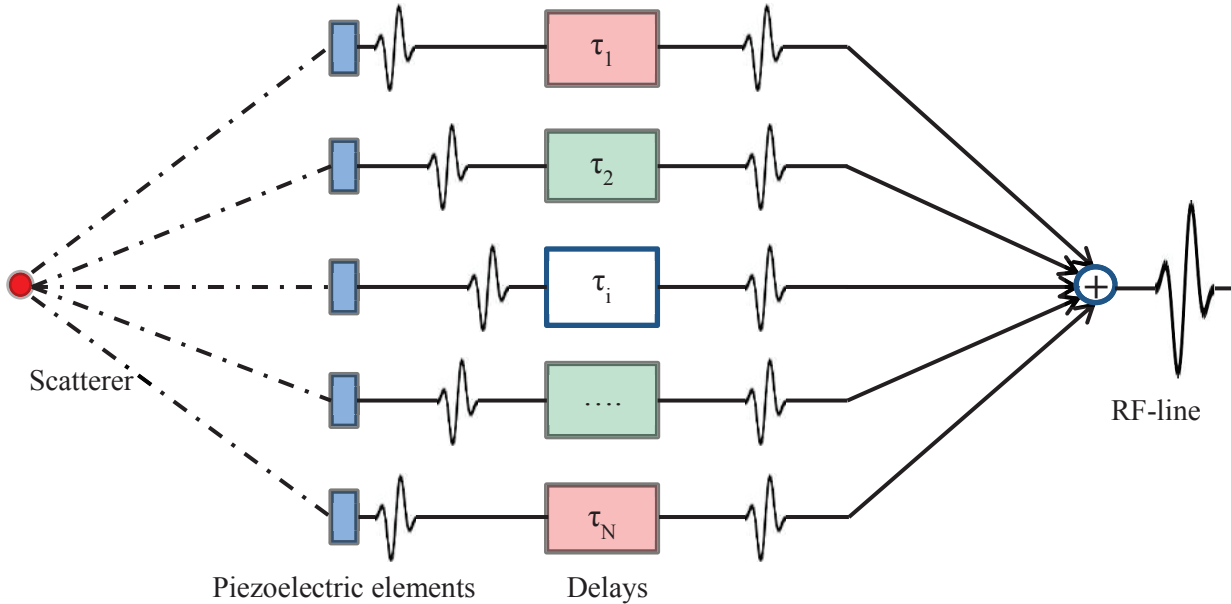 τ1
τ2
τi
Scatterer
....
RF-line
τN
Piezoelectric elements
Delays
+